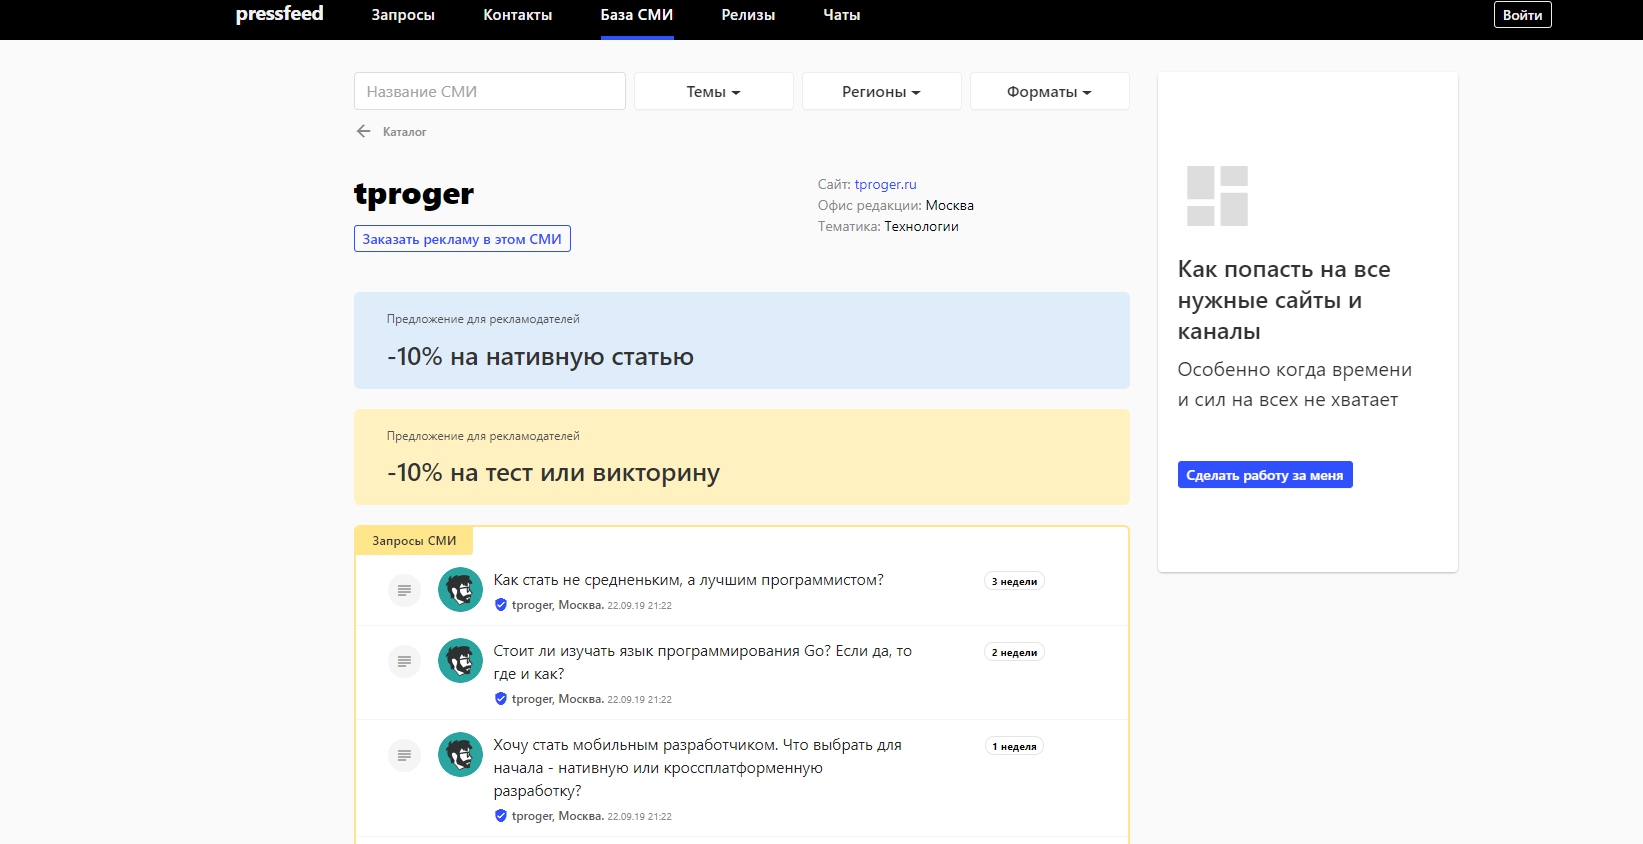 pressfeed
Запросы
Контакты
База СМИ
Релизы
Чаты
Войти
Название СМИ
Темы
Регионы
Форматы
Каталог
tproger
Заказать рекламу в этом СМИ
Сайт: tproger.ru
Офис редакции: Москва
Тематика: Технологии
Предложение для рекламодателей
-10% на нативную статью
Предложение для рекламодателей
-10% на тест или викторину
Запросы СМИ
Как стать не средненьким, а лучшим программистом?
3 недели
tproger, Москва. 22.09.19 21:22
Стоит ли изучать язык программирования Go? Если да, то
где и как?
2 недели
tproger, Москва. 22.09.19 21:22
Хочу стать мобильным разработчиком. Что выбрать для
начала - нативную или кроссплатформенную
разработку?
1 неделя
tproger, Москва. 22.09.19 21:22
Как попасть на все
нужные сайты и
каналы
Особенно когда времени
и сил на всех не хватает
Сделать работу за меня